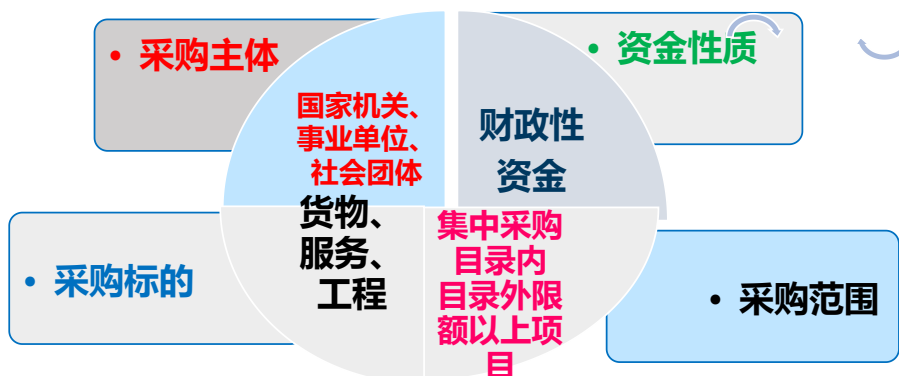 • 采购主体
国家机关、
事业单位、
社会团体
• 资金性质
财政性
资金
• 采购标的
货物、
服务、
工程
集中采购
目录内
目录外限
额以上项
目
• 采购范围